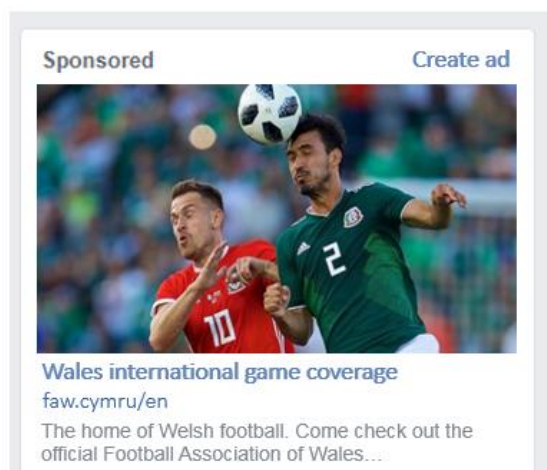 Sponsored
Create ad
2
10
Wales international game coverage
faw.cymru/en
The home of Welsh football. Come check out the
official Football Association of Wales...